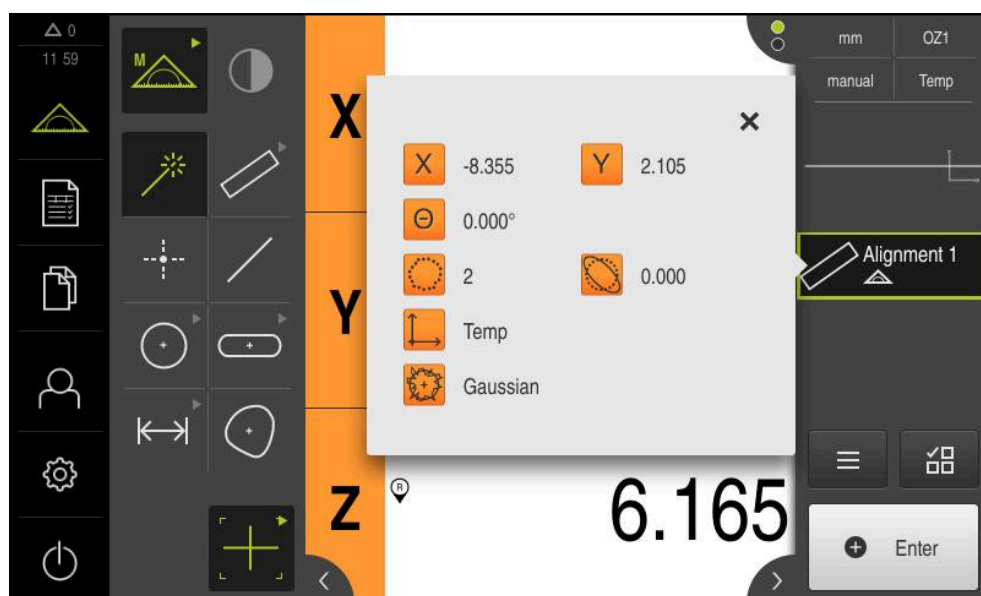 0
11 59
M
mm
OZ1
manual
Temp
X
X
-8.355
Y
2.105
Θ
0.000°
2
0.000
Temp
Gaussian
Y
Alignment 1
Z
R
6.165
Enter